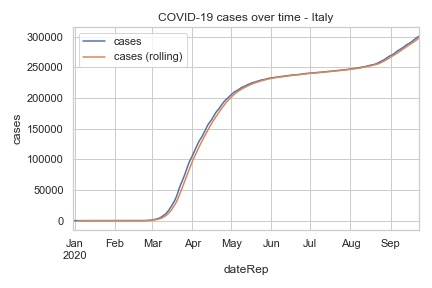 COVID-19 cases over time - Italy
cases
cases (rolling)
300000
250000
200000
150000
100000
50000
0
cases
Jan Feb Mar Apr May Jun Jul Aug Sep
2020
dateRep